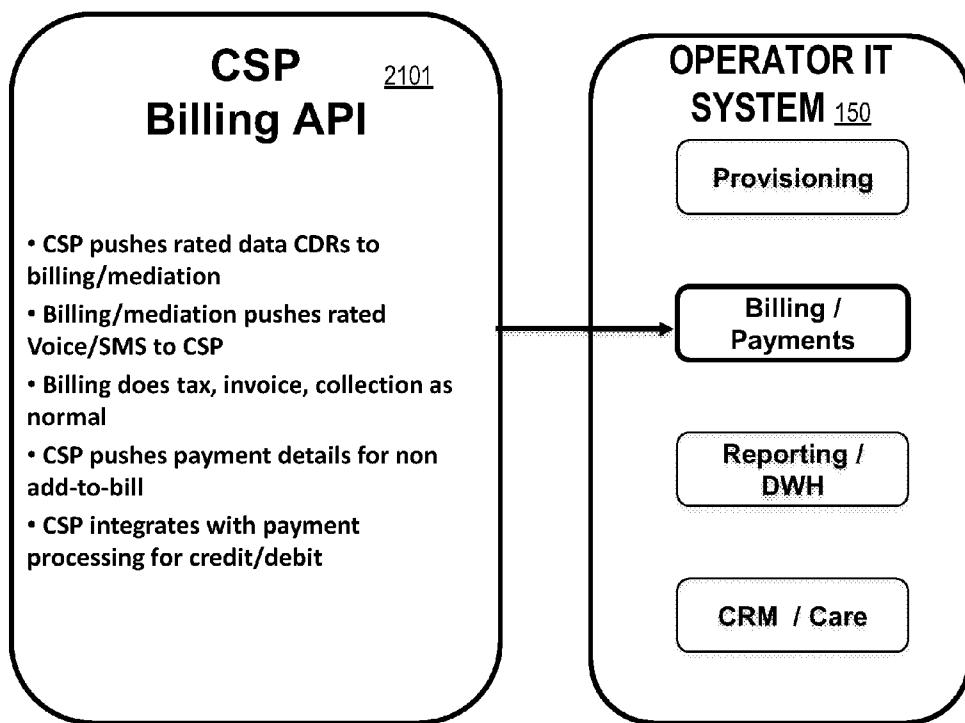 CSP 2101
Billing API
• CSP pushes rated data CDRs to
billing/mediation
• Billing/mediation pushes rated
Voice/SMS to CSP
• Billing does tax, invoice, collection as
normal
• CSP pushes payment details for non
add-to-bill
• CSP integrates with payment
processing for credit/debit
OPERATOR IT
SYSTEM 150
Provisioning
Billing /
Payments
Reporting /
DWH
CRM / Care